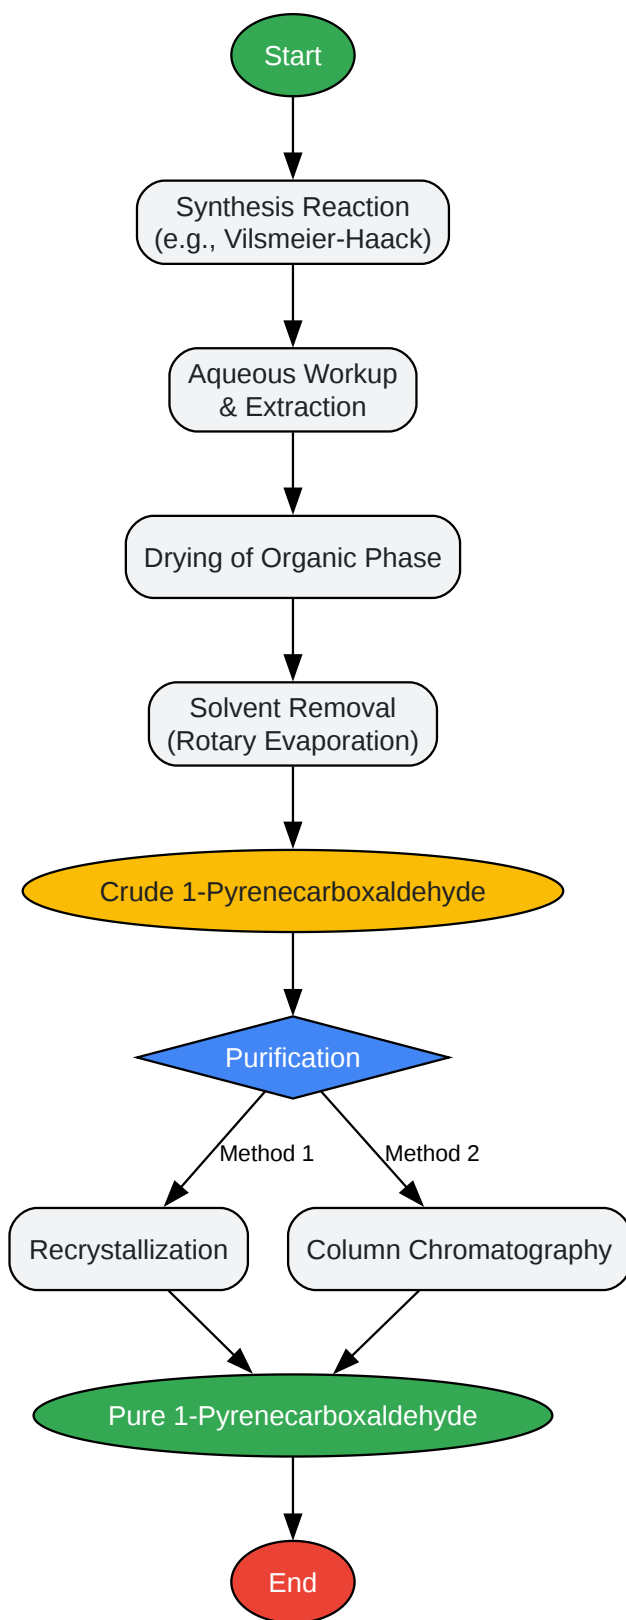 Start
Synthesis Reaction
(e.g., Vilsmeier-Haack)
Aqueous Workup
& Extraction
Drying of Organic Phase
Solvent Removal
(Rotary Evaporation)
Crude 1-Pyrenecarboxaldehyde
Purification
Method 1
Method 2
Recrystallization
Column Chromatography
Pure 1-Pyrenecarboxaldehyde
End